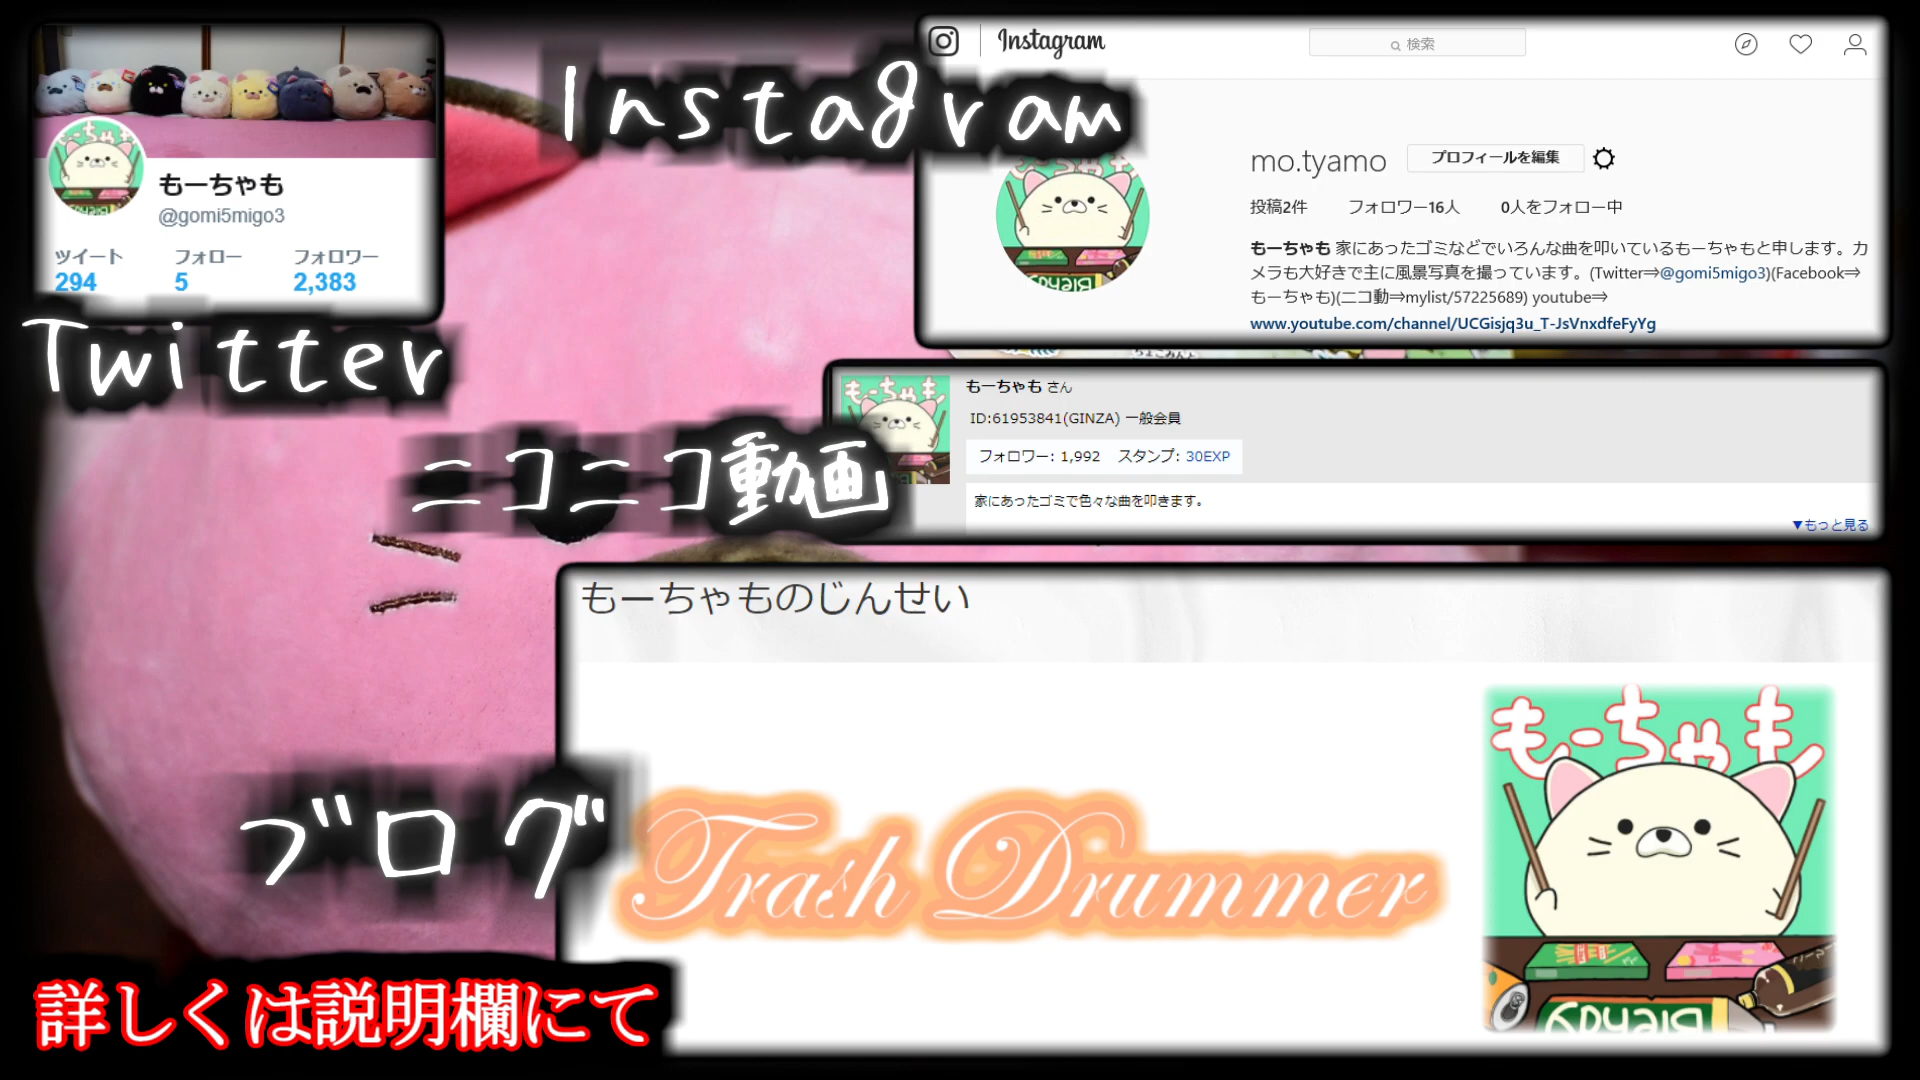 もーちゃも
@gomi5migo3
ツイート フォロー フォロワー
294 5 2,383
Twitter
Instagram
Instagram
検索
mo.tyamo プロフィールを編集
投稿2件 フォロワー16人 0人をフォロー中
もーちゃも 家にあったゴミなどでいろんな曲を叩いているもーちゃもと申します。カ
メラも大好きで主に風景写真を撮っています。(Twitter⇒@gomi5migo3)(Facebook⇒
もーちゃも)(ニコ動⇒mylist/57225689) youtube⇒
www.youtube.com/channel/UCGisjq3u_T-JsVnxdfeFyYg
ニコニコ動画
もーちゃも
もーちゃも さん
ID:61953841(GINZA) 一般会員
フォロワー: 1,992 スタンプ: 30EXP
家にあったゴミで色々な曲を叩きます。
▼もっと見る
もーちゃものじんせい
ブログ
Trash Drummer
もーちゃも
Blendy
詳しくは説明欄にて